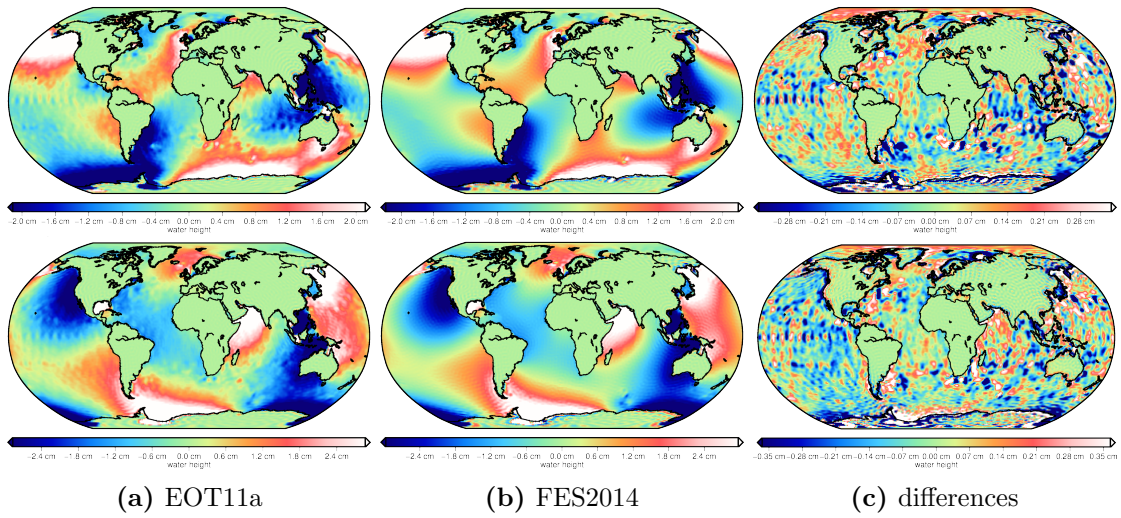 −2.0 cm −1.6 cm −1.2 cm −0.8 cm −0.4 cm 0.0 cm 0.4 cm 0.8 cm 1.2 cm 1.6 cm 2.0 cm
water height
−2.0 cm −1.6 cm −1.2 cm −0.8 cm −0.4 cm 0.0 cm 0.4 cm 0.8 cm 1.2 cm 1.6 cm 2.0 cm
water height
−0.28 cm −0.21 cm −0.14 cm −0.07 cm 0.00 cm 0.07 cm 0.14 cm 0.21 cm 0.28 cm
water height
−2.4 cm −1.8 cm −1.2 cm −0.6 cm 0.0 cm 0.6 cm 1.2 cm 1.8 cm 2.4 cm
water height
−2.4 cm −1.8 cm −1.2 cm −0.6 cm 0.0 cm 0.6 cm 1.2 cm 1.8 cm 2.4 cm
water height
−0.35 cm −0.28 cm −0.21 cm −0.14 cm −0.07 cm 0.00 cm 0.07 cm 0.14 cm 0.21 cm 0.28 cm 0.35 cm
water height
(a) EOT11a
(b) FES2014
(c) differences